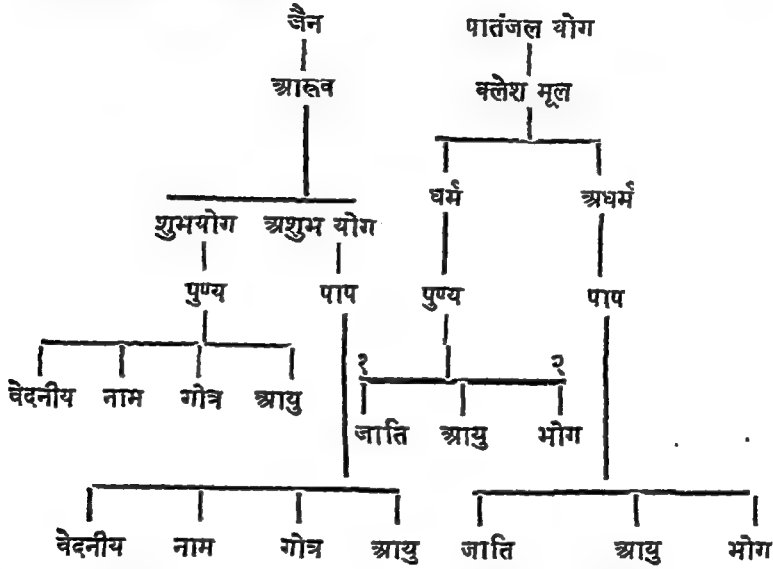 जैन पातंजल योग
आस्रव क्लेश मूल
धर्म अधर्म
शुभयोग अशुभ योग
पुण्य पाप पुण्य पाप
१ २
वेदनीय नाम गोत्र आयु
जाति आयु भोग
वेदनीय नाम गोत्र आयु जाति आयु भोग